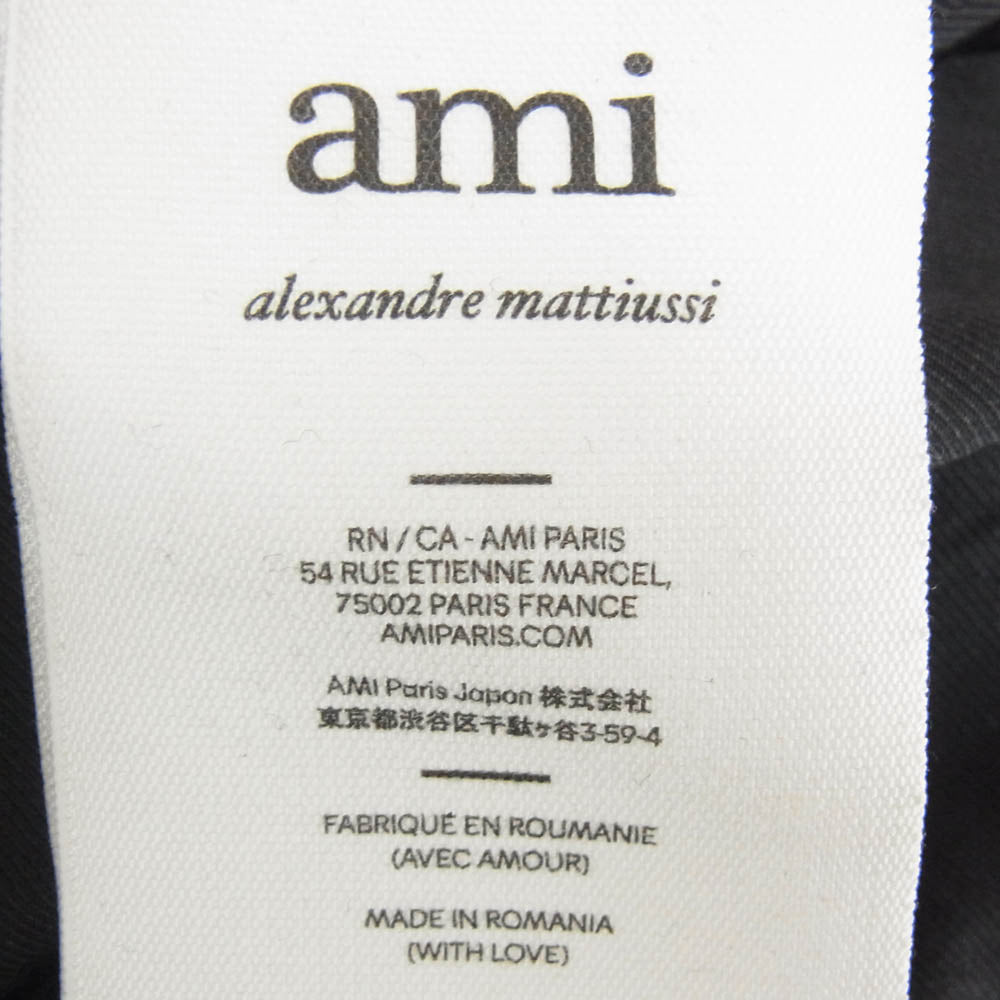 ami
alexandre mattiussi
RN / CA - AMI PARIS
54 RUE ETIENNE MARCEL,
75002 PARIS FRANCE
AMIPARIS.COM
AMI Paris Japon 株式会社
東京都渋谷区千駄ヶ谷3-59-4
FABRIQUÉ EN ROUMANIE
(AVEC AMOUR)
MADE IN ROMANIA
(WITH LOVE)